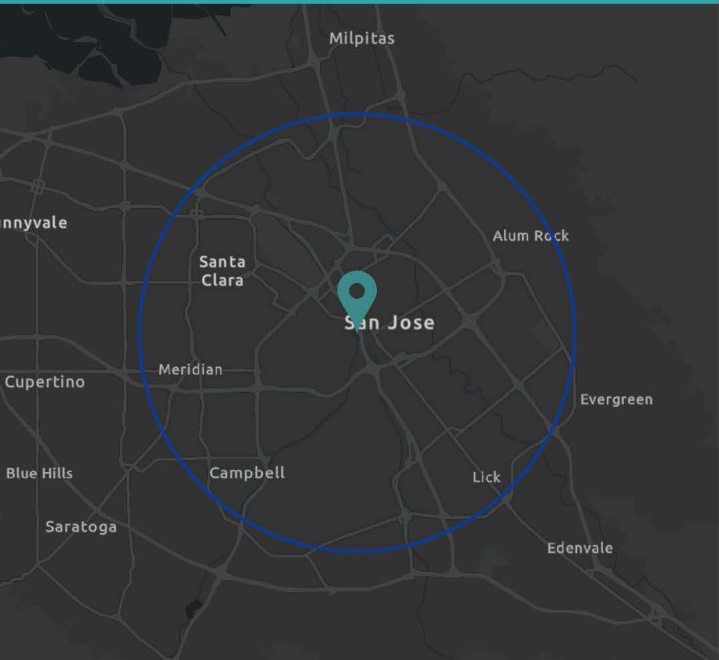 Milpitas
nnyvale
Alum Rock
Santa
Clara
San Jose
Meridian
Cupertino
Evergreen
Blue Hills
Campbell
Lick
Saratoga
Edenvale